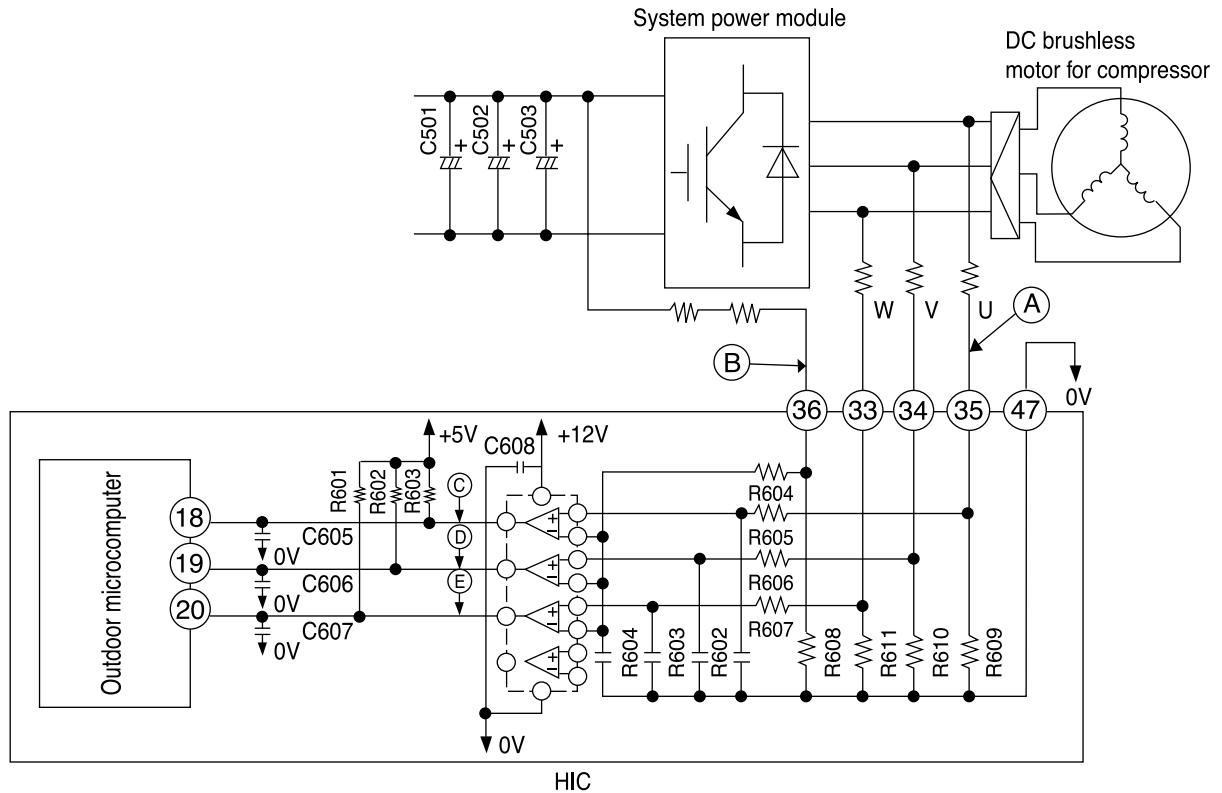 System power module
DC brushless
motor for compressor
C501
+
C502
+
C503
+
W
V
U
A
B
0V
36
33
34
35
47
+5V
C608
+12V
R601
R602
R603
C
D
E
R604
R605
R606
R607
Outdoor microcomputer
18
19
20
C605
0V
C606
0V
C607
0V
+
-
+
-
+
-
+
-
R604
R603
R602
R608
R611
R610
R609
0V
HIC